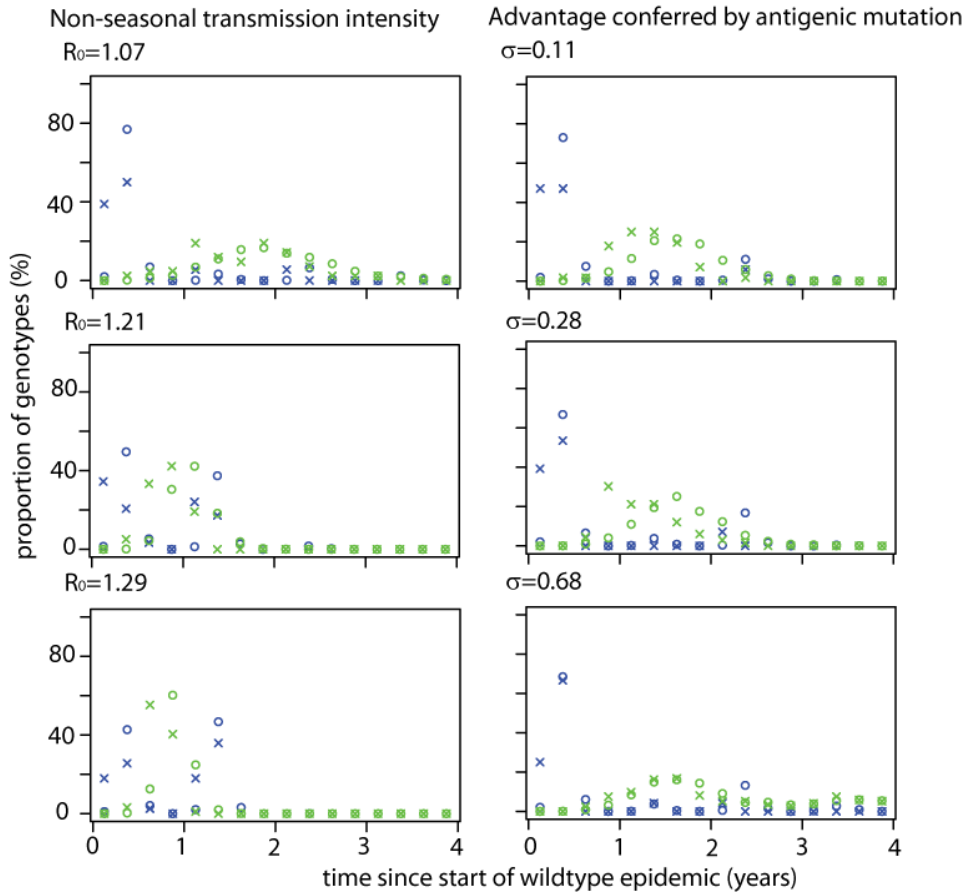 Non-seasonal transmission intensity
Advantage conferred by antigenic mutation
R₀=1.07
σ=0.11
80
40
0
R₀=1.21
σ=0.28
80
40
0
R₀=1.29
σ=0.68
80
40
0
proportion of genotypes (%)
0 1 2 3 4 0 1 2 3 4
time since start of wildtype epidemic (years)